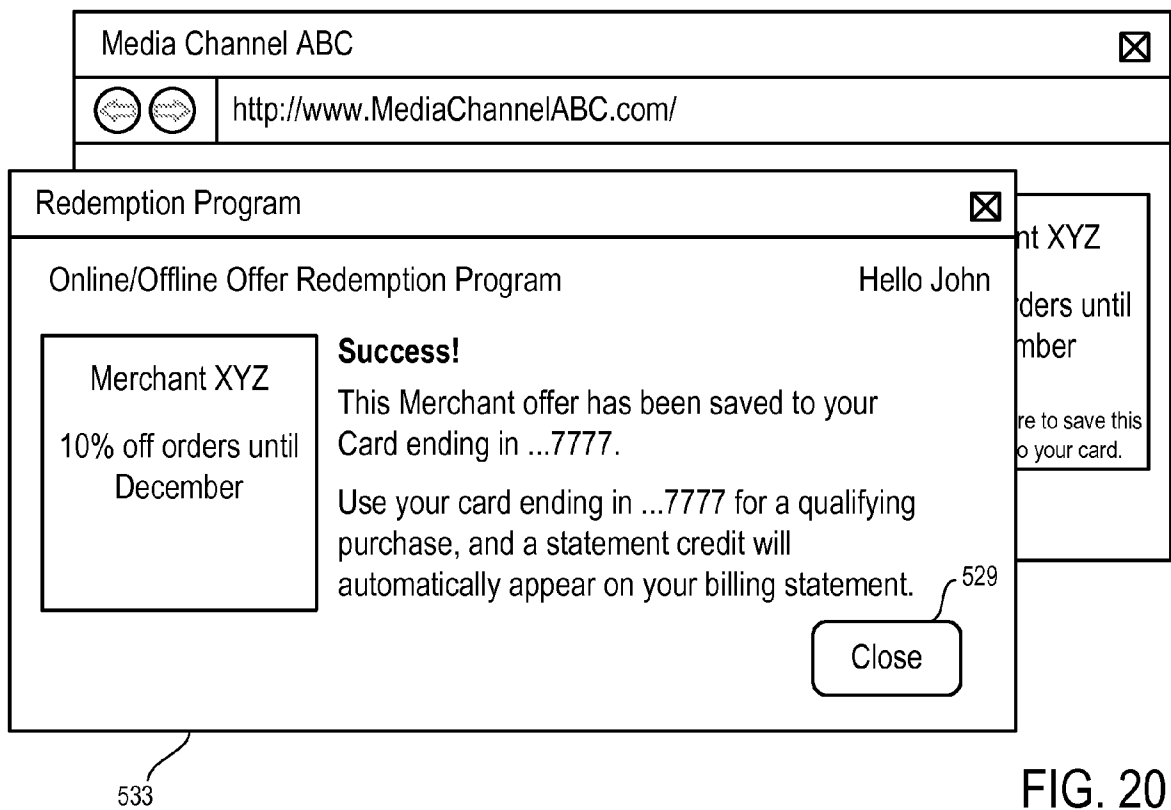 Media Channel ABC
http://www.MediaChannelABC.com/
Redemption Program
Online/Offline Offer Redemption Program
Hello John
Merchant XYZ
10% off orders until
December
Success!
This Merchant offer has been saved to your
Card ending in ...7777.
Use your card ending in ...7777 for a qualifying
purchase, and a statement credit will
automatically appear on your billing statement.
529
Close
nt XYZ
ders until
mber
re to save this
o your card.
533
FIG. 20